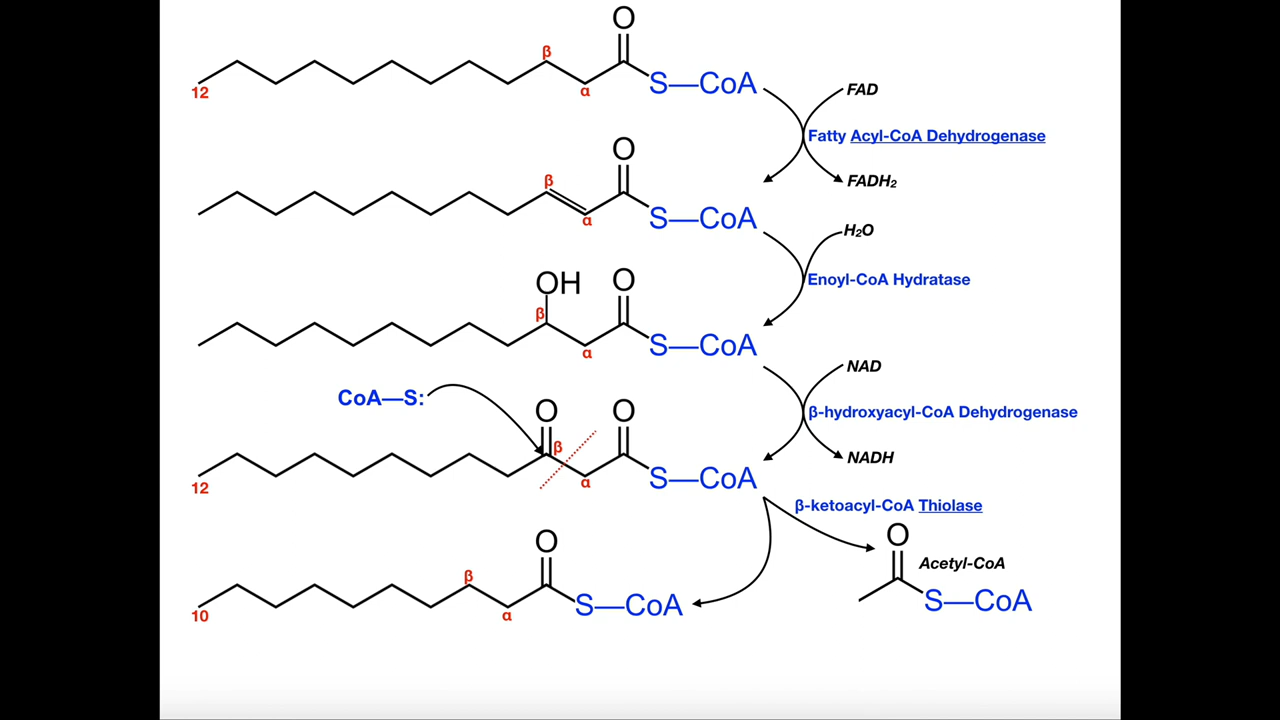 O
β
12
α
S—CoA
FAD
Fatty Acyl-CoA Dehydrogenase
FADH₂
O
β
α
S—CoA
H₂O
Enoyl-CoA Hydratase
OH
O
β
α
S—CoA
NAD
β-hydroxyacyl-CoA Dehydrogenase
NADH
CoA—S:
O
O
β
12
α
S—CoA
β-ketoacyl-CoA Thiolase
O
Acetyl-CoA
S—CoA
O
β
10
α
S—CoA